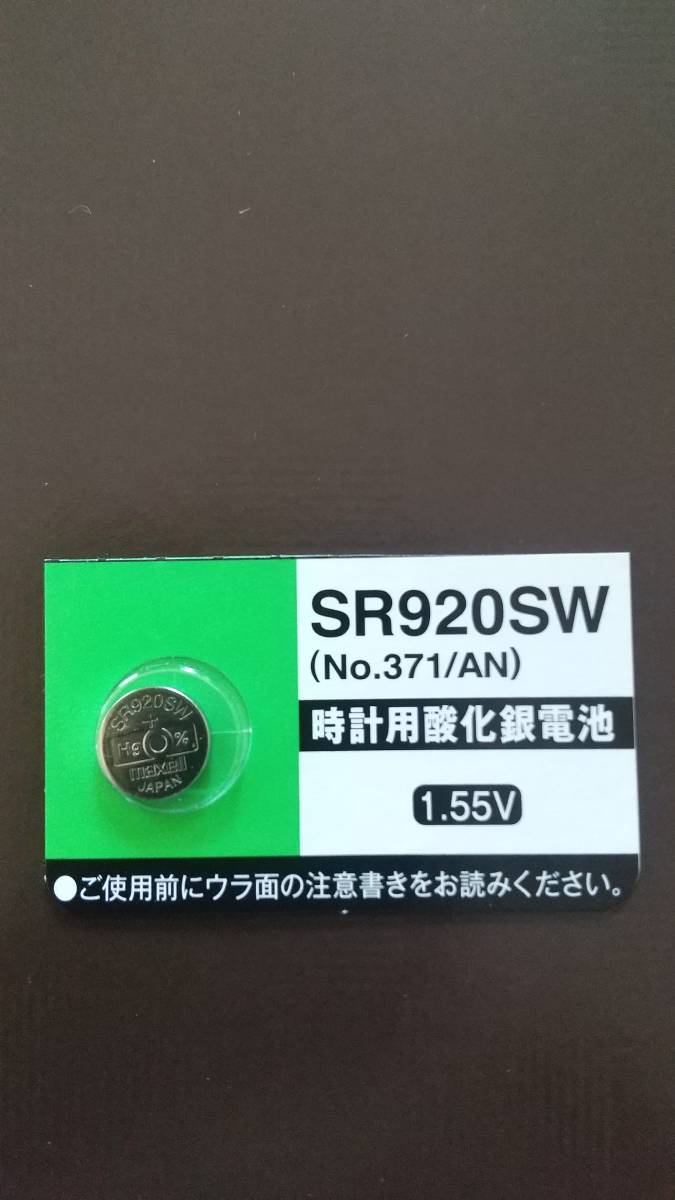 SR920SW
(No.371/AN)
時計用酸化銀電池
1.55V
SR920SW
+
Hg 0 %
maxell
JAPAN
●ご使用前にウラ面の注意書きをお読みください。